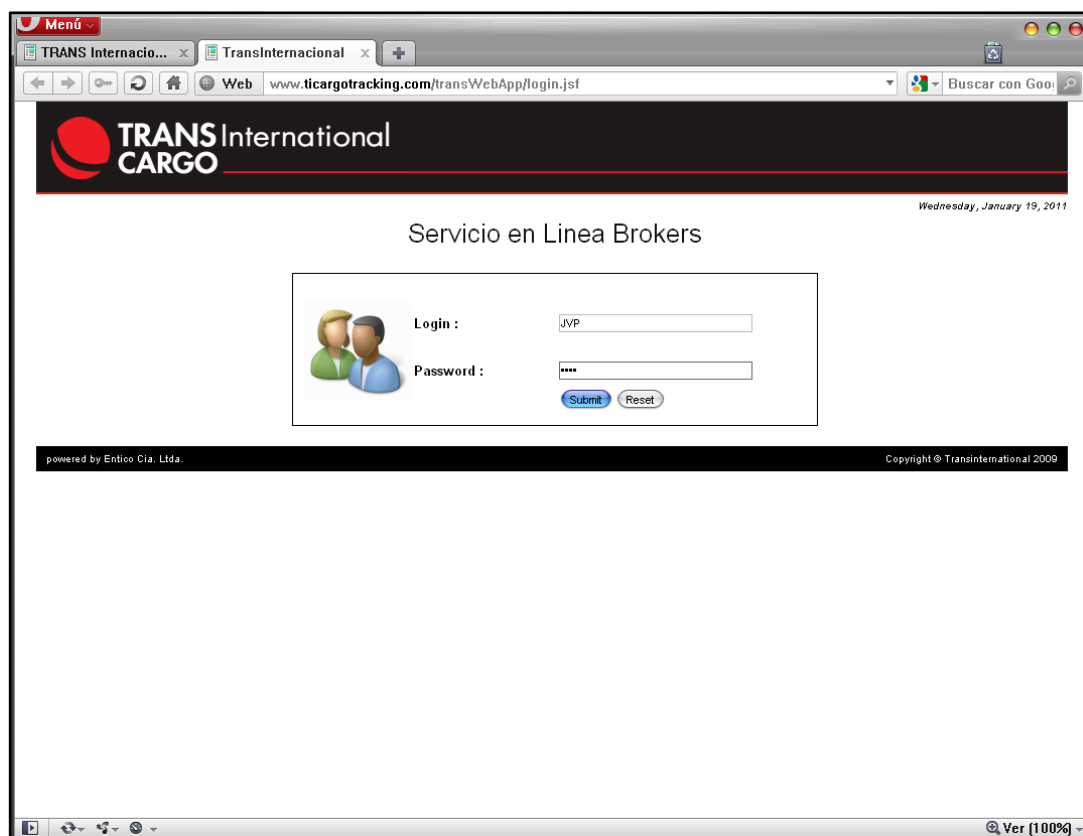 Menú
TRANS Internacio... x TransInternacional x
Web www.ticargotracking.com/transWebApp/login.jsf Buscar con Goo
TRANS International
CARGO
Wednesday, January 19, 2011
Servicio en Linea Brokers
Login : JVP
Password : ••••
Submit Reset
powered by Entico Cia. Ltda. Copyright © Transinternational 2009
Ver (100%)